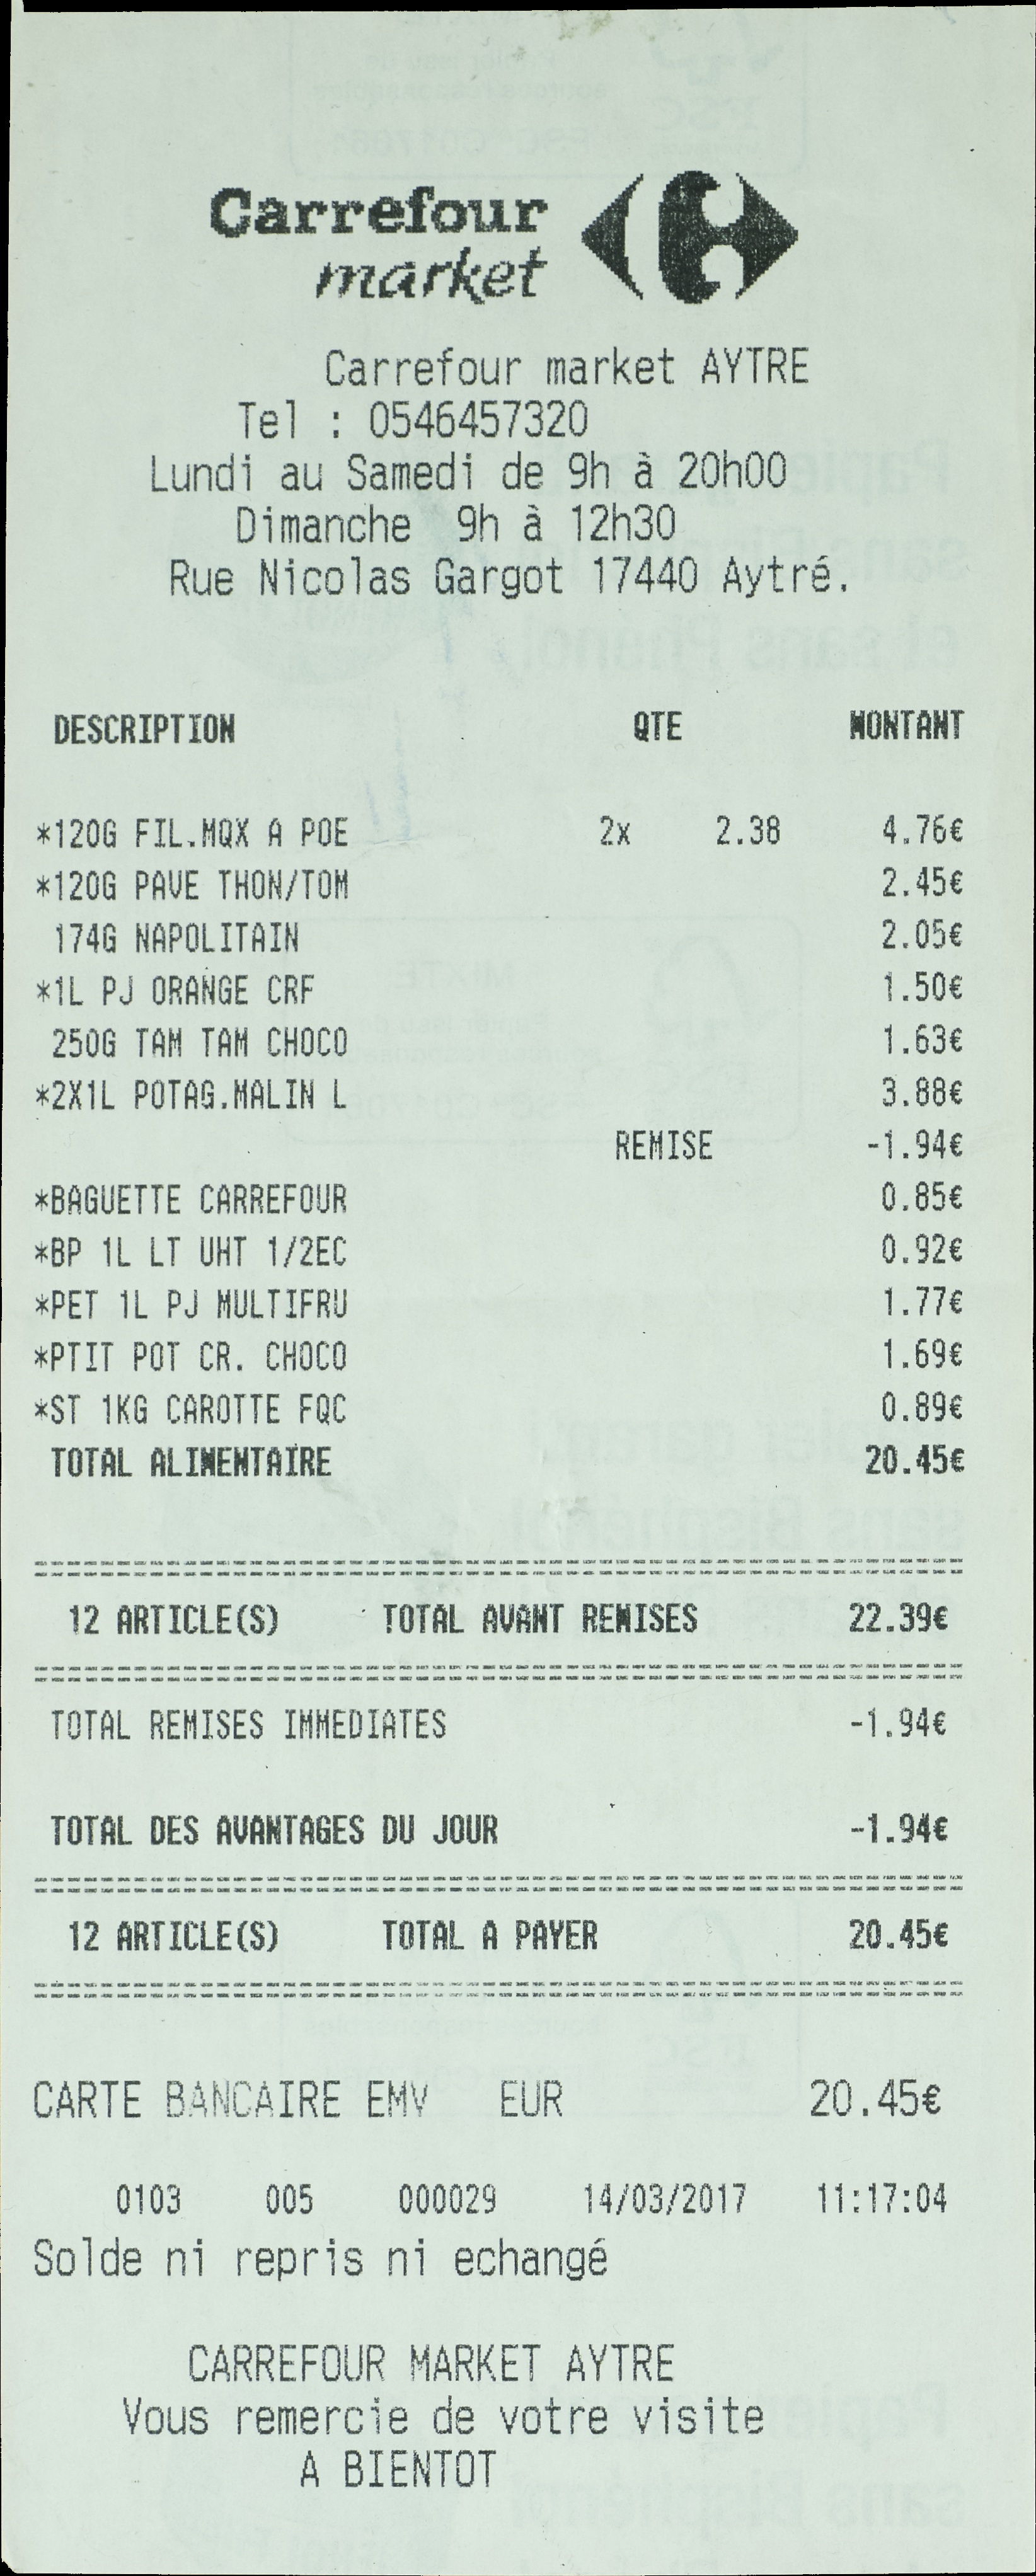 Carrefour
market
Carrefour market AYTRE
Tel : 0546457320
Lundi au Samedi de 9h à 20h00
Dimanche 9h à 12h30
Rue Nicolas Gargot 17440 Aytré.
DESCRIPTION QTE MONTANT
*120G FIL.MQX A POE 2x 2.38 4.76€
*120G PAVE THON/TOM 2.45€
174G NAPOLITAIN 2.05€
*1L PJ ORANGE CRF 1.50€
250G TAM TAM CHOCO 1.63€
*2X1L POTAG.MALIN L 3.88€
REMISE -1.94€
*BAGUETTE CARREFOUR 0.85€
*BP 1L LT UHT 1/2EC 0.92€
*PET 1L PJ MULTIFRU 1.77€
*PTIT POT CR. CHOCO 1.69€
*ST 1KG CAROTTE FQC 0.89€
TOTAL ALIMENTAIRE 20.45€
12 ARTICLE(S) TOTAL AVANT REMISES 22.39€
TOTAL REMISES IMMEDIATES -1.94€
TOTAL DES AVANTAGES DU JOUR -1.94€
12 ARTICLE(S) TOTAL A PAYER 20.45€
CARTE BANCAIRE EMV EUR 20.45€
0103 005 000029 14/03/2017 11:17:04
Solde ni repris ni echangé
CARREFOUR MARKET AYTRE
Vous remercie de votre visite
A BIENTOT